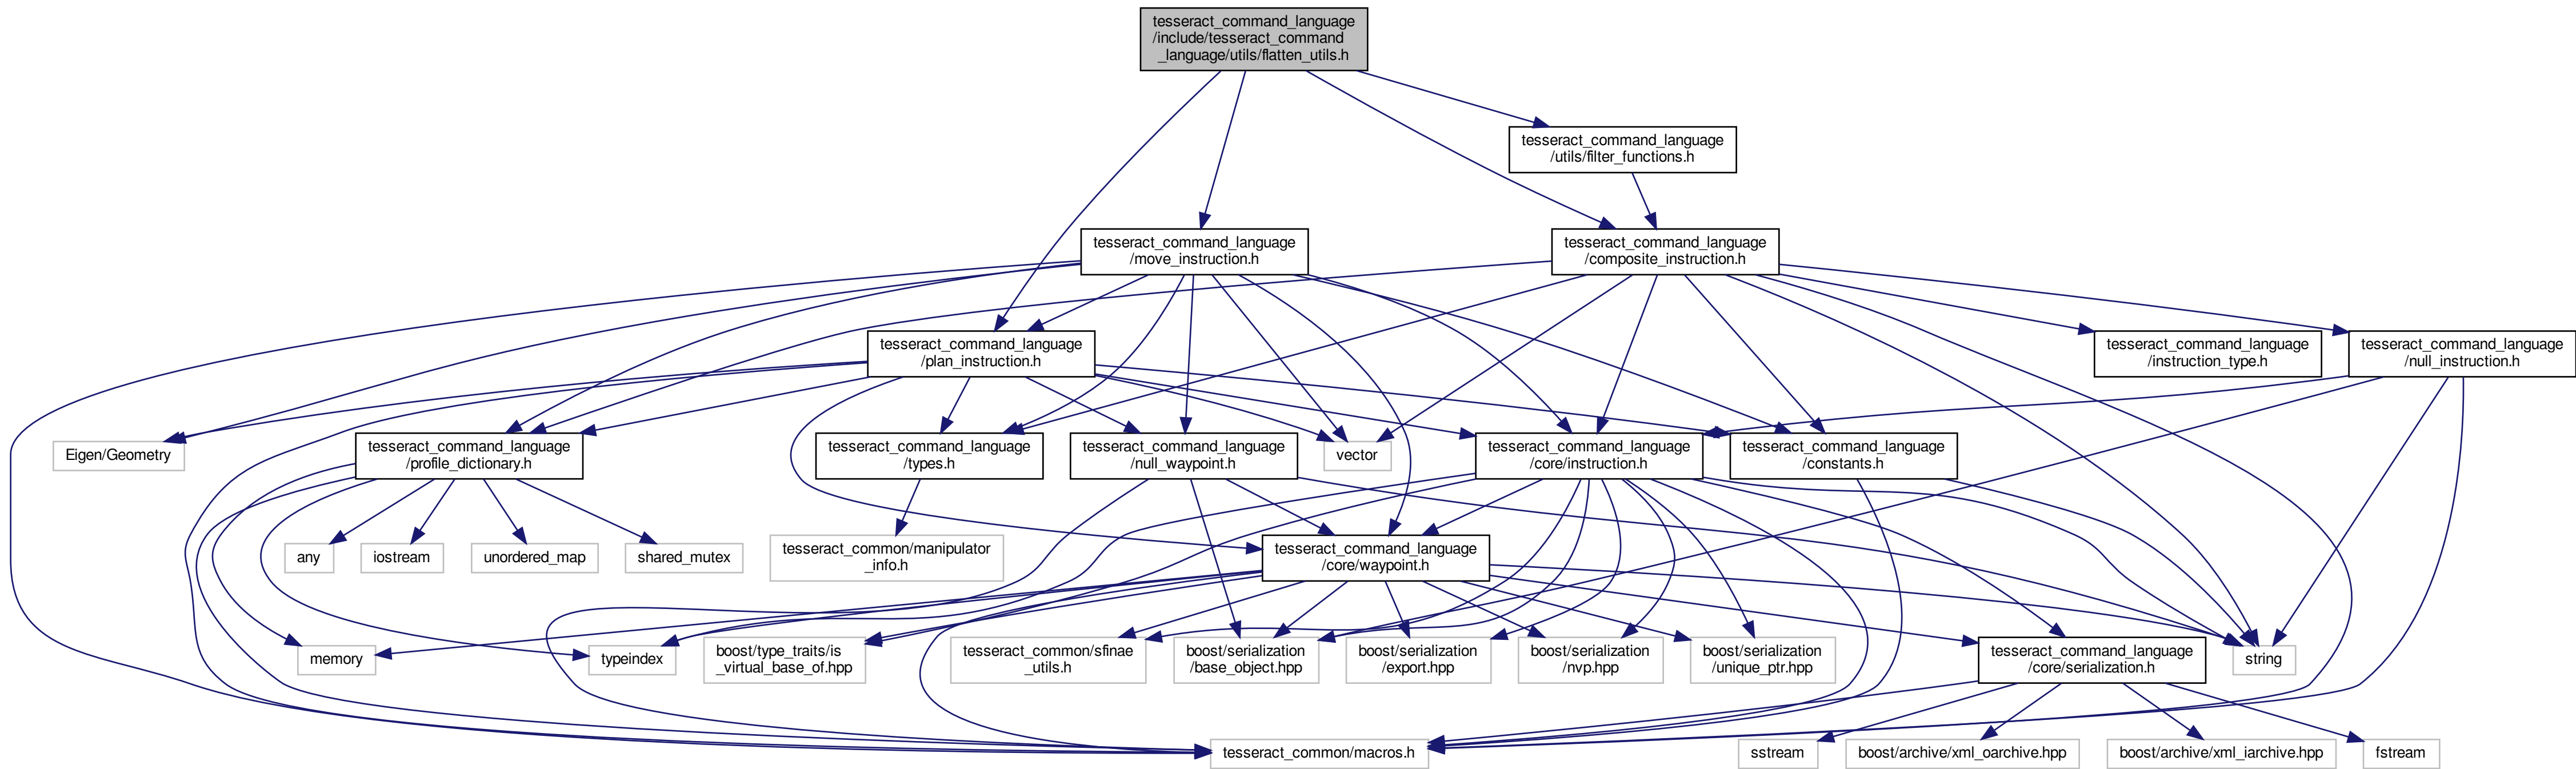 tesseract_command_language
/include/tesseract_command
_language/utils/flatten_utils.h
tesseract_command_language
/utils/filter_functions.h
tesseract_command_language
/move_instruction.h
tesseract_command_language
/composite_instruction.h
tesseract_command_language
/plan_instruction.h
tesseract_command_language
/instruction_type.h
tesseract_command_language
/null_instruction.h
Eigen/Geometry
tesseract_command_language
/profile_dictionary.h
tesseract_command_language
/types.h
tesseract_command_language
/null_waypoint.h
vector
tesseract_command_language
/core/instruction.h
tesseract_command_language
/constants.h
any
iostream
unordered_map
shared_mutex
tesseract_common/manipulator
_info.h
tesseract_command_language
/core/waypoint.h
memory
typeindex
boost/type_traits/is
_virtual_base_of.hpp
tesseract_common/sfinae
_utils.h
boost/serialization
/base_object.hpp
boost/serialization
/export.hpp
boost/serialization
/nvp.hpp
boost/serialization
/unique_ptr.hpp
tesseract_command_language
/core/serialization.h
string
tesseract_common/macros.h
sstream
boost/archive/xml_oarchive.hpp
boost/archive/xml_iarchive.hpp
fstream